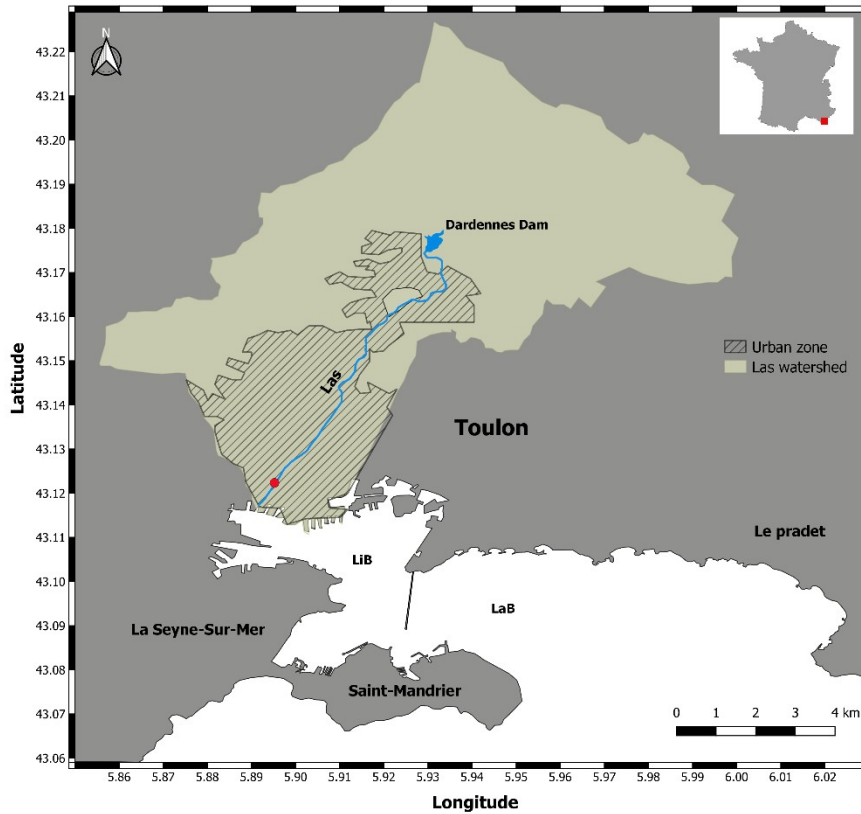 N
43.22
43.21
43.20
43.19
43.18
43.17
43.16
43.15
43.14
43.13
43.12
43.11
43.10
43.09
43.08
43.07
43.06
Latitude
Dardennes Dam
Las
Urban zone
Las watershed
Toulon
Le pradet
LiB
LaB
La Seyne-Sur-Mer
Saint-Mandrier
0 1 2 3 4 km
5.86 5.87 5.88 5.89 5.90 5.91 5.92 5.93 5.94 5.95 5.96 5.97 5.98 5.99 6.00 6.01 6.02
Longitude